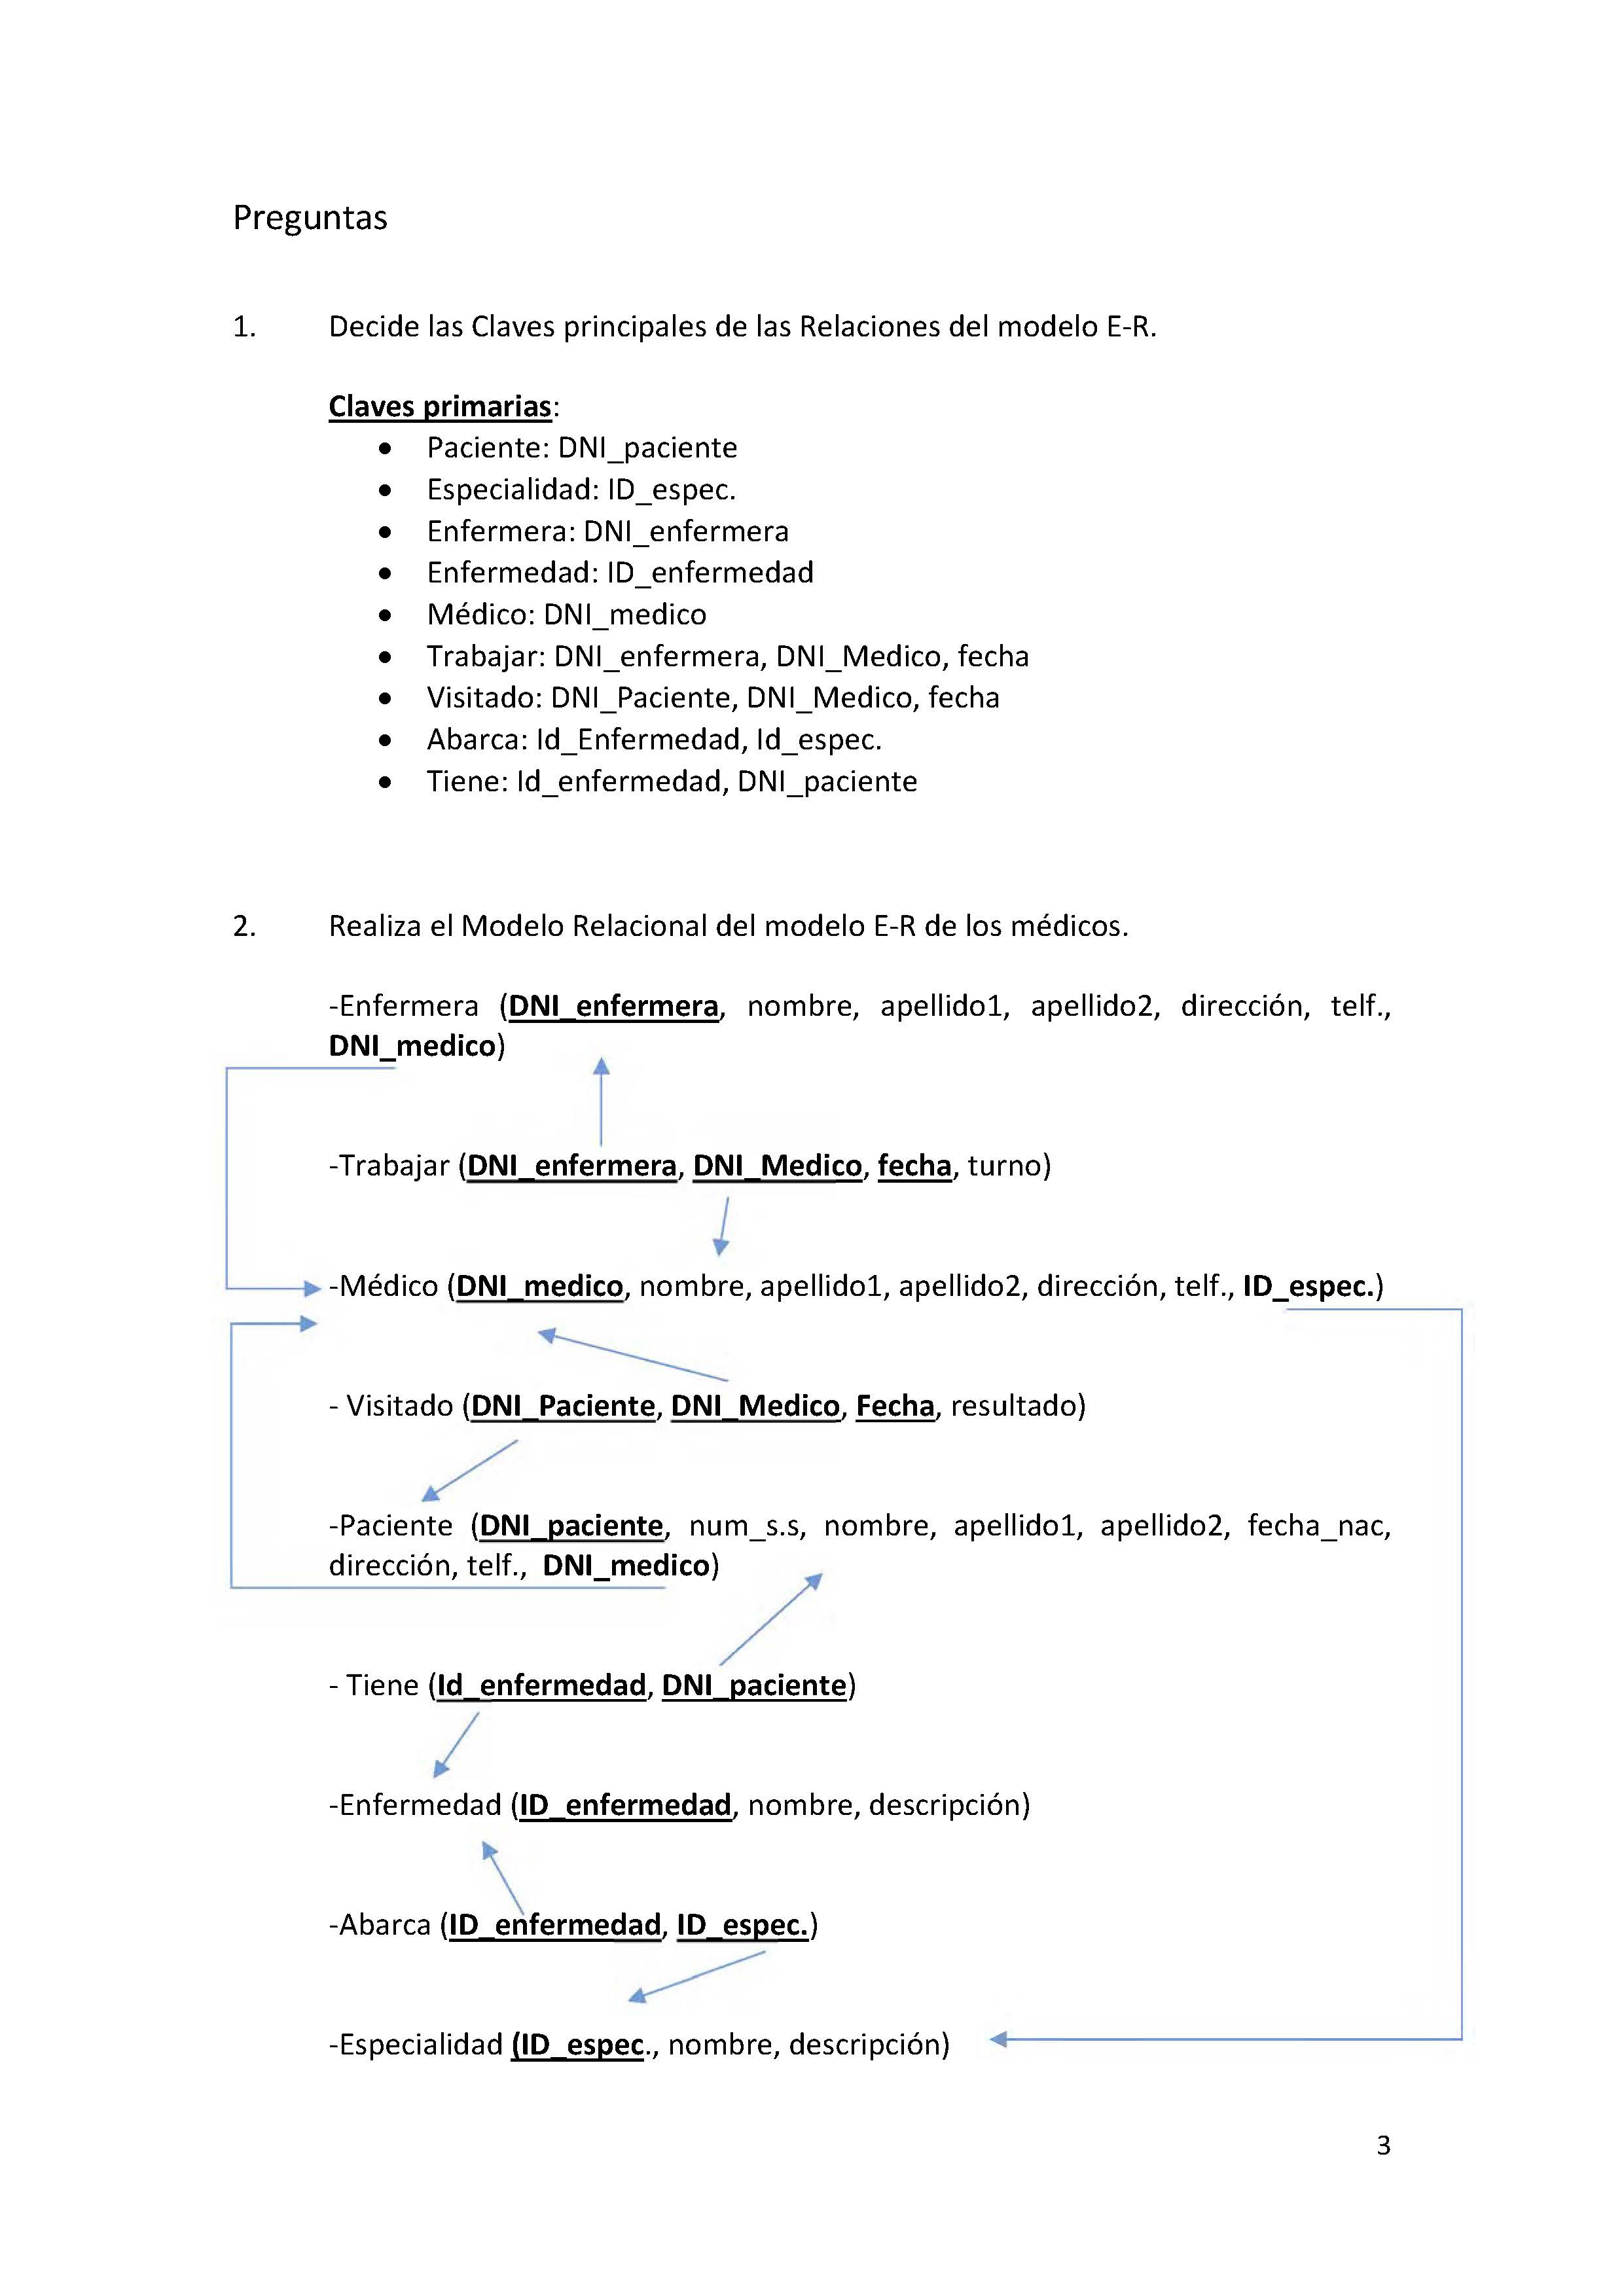 Preguntas
1. Decide las Claves principales de las Relaciones del modelo E-R.
Claves primarias:
• Paciente: DNI_paciente
• Especialidad: ID_espec.
• Enfermera: DNI_enfermera
• Enfermedad: ID_enfermedad
• Médico: DNI_medico
• Trabajar: DNI_enfermera, DNI_Medico, fecha
• Visitado: DNI_Paciente, DNI_Medico, fecha
• Abarca: Id_Enfermedad, Id_espec.
• Tiene: Id_enfermedad, DNI_paciente
2. Realiza el Modelo Relacional del modelo E-R de los médicos.
-Enfermera (DNI_enfermera, nombre, apellido1, apellido2, dirección, telf.,
DNI_medico)
-Trabajar (DNI_enfermera, DNI_Medico, fecha, turno)
-Médico (DNI_medico, nombre, apellido1, apellido2, dirección, telf., ID_espec.)
- Visitado (DNI_Paciente, DNI_Medico, Fecha, resultado)
-Paciente (DNI_paciente, num_s.s, nombre, apellido1, apellido2, fecha_nac,
dirección, telf., DNI_medico)
- Tiene (Id_enfermedad, DNI_paciente)
-Enfermedad (ID_enfermedad, nombre, descripción)
-Abarca (ID_enfermedad, ID_espec.)
-Especialidad (ID_espec., nombre, descripción)
3